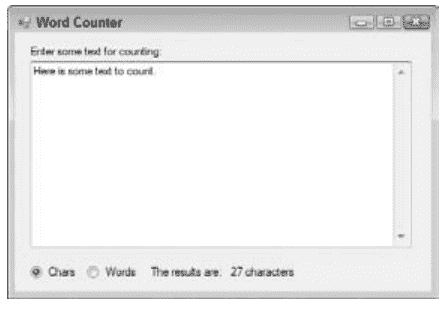 Word Counter
Enter some text for counting:
Here is some text to count.
Chars Words The results are: 27 characters